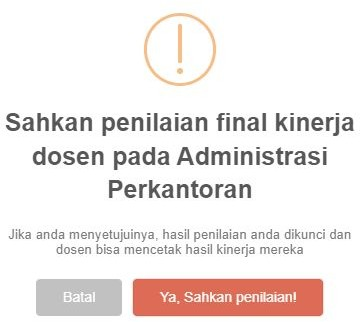 Sahkan penilaian final kinerja
dosen pada Administrasi
Perkantoran
Jika anda menyetujuinya, hasil penilaian anda dikunci dan
dosen bisa mencetak hasil kinerja mereka
Batal
Ya, Sahkan penilaian!